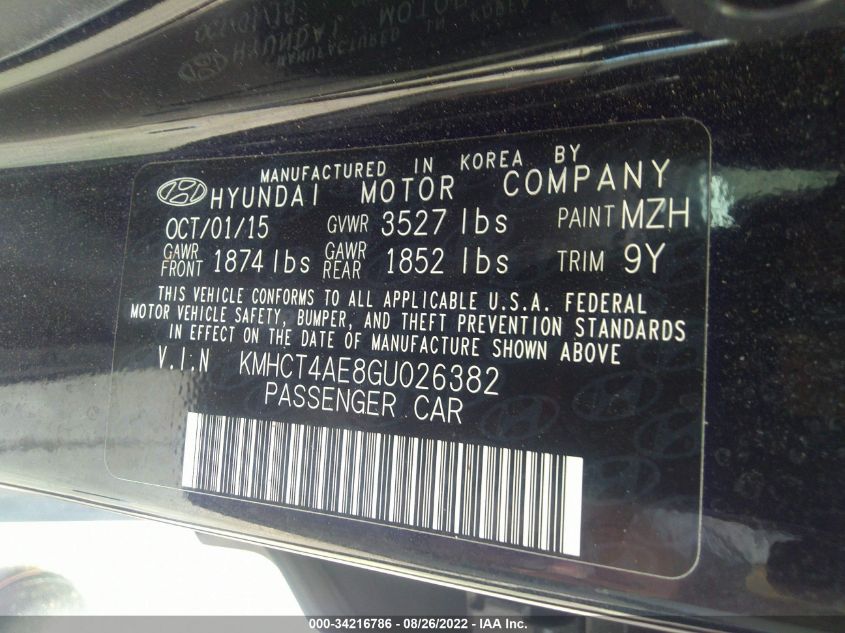 MANUFACTURED IN KOREA BY
HYUNDAI MOTOR COMPANY
OCT/01/15 GVWR 3527 lbs PAINT MZH
GAWR FRONT 1874 lbs GAWR REAR 1852 lbs TRIM 9Y
THIS VEHICLE CONFORMS TO ALL APPLICABLE U.S.A. FEDERAL
MOTOR VEHICLE SAFETY, BUMPER, AND THEFT PREVENTION STANDARDS
IN EFFECT ON THE DATE OF MANUFACTURE SHOWN ABOVE
V.I.N KMHCT4AE8GU026382
PASSENGER CAR
000-34216786 - 08/26/2022 - IAA Inc.